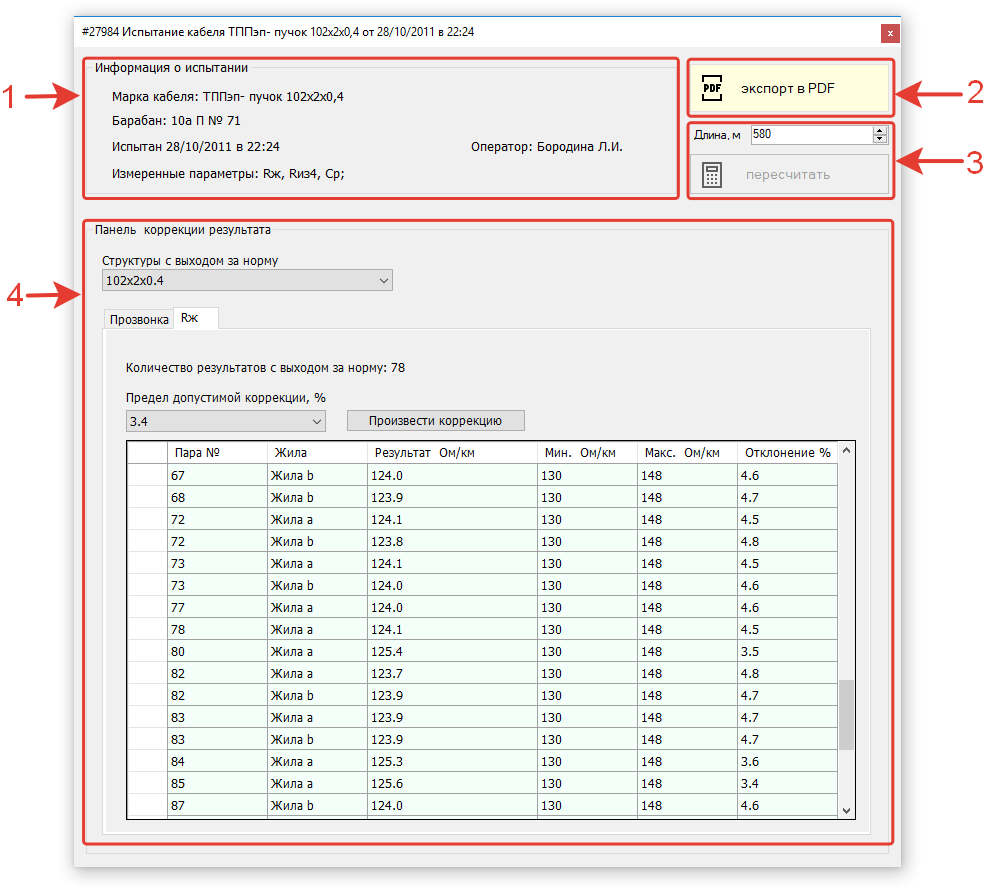 #27984 Испытание кабеля ТППэп- пучок 102х2х0,4 от 28/10/2011 в 22:24
x
Информация о испытании
Марка кабеля: ТППэп- пучок 102х2х0,4
Барабан: 10а П № 71
Испытан 28/10/2011 в 22:24 Оператор: Бородина Л.И.
Измеренные параметры: Rж, Rиз4, Cp;
1
PDF экспорт в PDF
2
Длина, м 580
пересчитать
3
Панель коррекции результата
4
Структуры с выходом за норму
102х2х0.4
Прозвонка Rж
Количество результатов с выходом за норму: 78
Предел допустимой коррекции, %
3.4 Произвести коррекцию
Пара № Жила Результат Ом/км Мин. Ом/км Макс. Ом/км Отклонение %
67 Жила b 124.0 130 148 4.6
68 Жила b 123.9 130 148 4.7
72 Жила a 124.1 130 148 4.5
72 Жила b 123.8 130 148 4.8
73 Жила a 124.1 130 148 4.5
73 Жила b 124.0 130 148 4.6
77 Жила a 124.0 130 148 4.6
78 Жила a 124.1 130 148 4.5
80 Жила a 125.4 130 148 3.5
82 Жила a 123.7 130 148 4.8
82 Жила b 123.9 130 148 4.7
83 Жила a 123.9 130 148 4.7
83 Жила b 123.9 130 148 4.7
84 Жила a 125.3 130 148 3.6
85 Жила a 125.6 130 148 3.4
87 Жила b 124.0 130 148 4.6